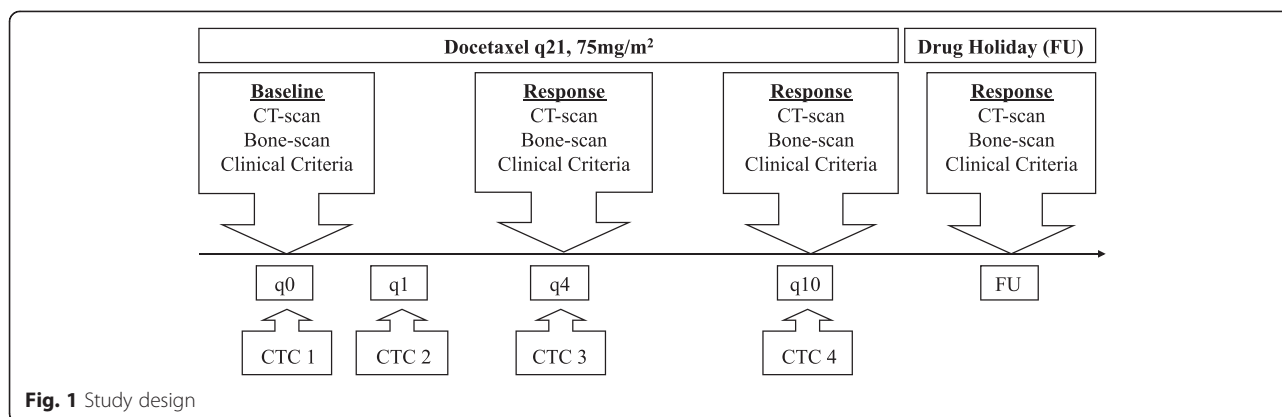 Docetaxel q21, 75mg/m²
Drug Holiday (FU)
Baseline
CT-scan
Bone-scan
Clinical Criteria
Response
CT-scan
Bone-scan
Clinical Criteria
Response
CT-scan
Bone-scan
Clinical Criteria
Response
CT-scan
Bone-scan
Clinical Criteria
q0
q1
q4
q10
FU
CTC 1
CTC 2
CTC 3
CTC 4
Fig. 1 Study design